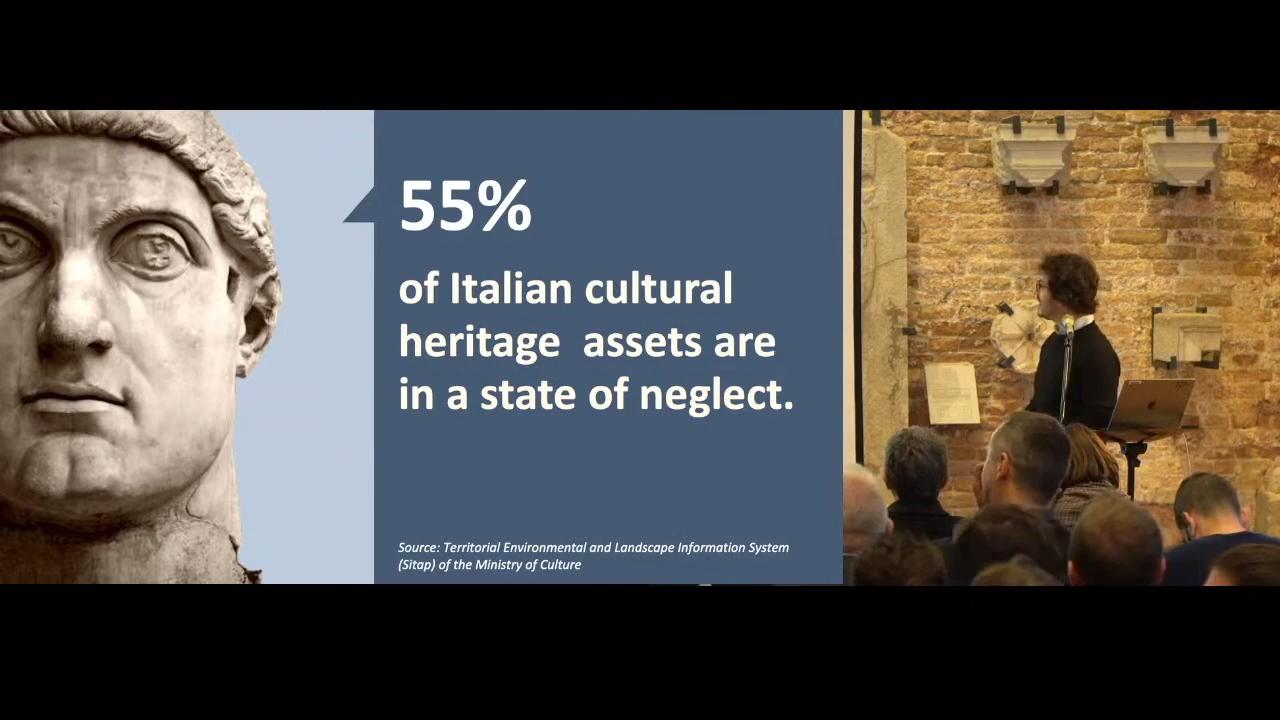 55%
of Italian cultural
heritage  assets are
in a state of neglect.
Source: Territorial Environmental and Landscape Information System
(Sitap) of the Ministry of Culture